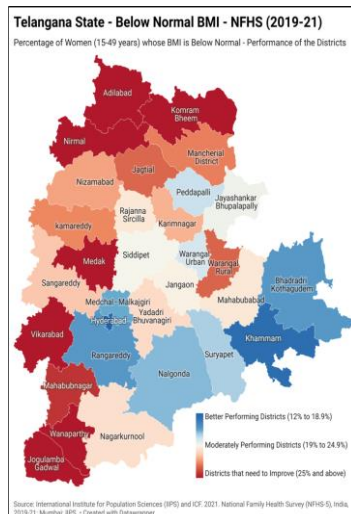 Telangana State - Below Normal BMI - NFHS (2019-21)
Percentage of Women (15-49 years) whose BMI is Below Normal - Performance of the Districts
Adilabad
Komram
Bheem
Nirmal
Mancherial
District
Jagtial
Nizamabad
Peddapalli
Jayashankar
Bhupalapally
Rajanna
Sircilla
kamareddy
Karimnagar
Medak
Siddipet
Warangal
Urban
Warangal
Rural
Bhadradri
Kothagudem
Sangareddy
Jangaon
Mahabubabad
Medchal-Malkajgiri
Yadadri
Bhuvanagiri
Hyderabad
Vikarabad
Khammam
Rangareddy
Suryapet
Nalgonda
Mahabubnagar
Better Performing Districts (12% to 18.9%)
Wanaparthy
Nagarkurnool
Moderately Performing Districts (19% to 24.9%)
Jogulamba
Gadwal
Districts that need to Improve (25% and above)
Source: International Institute for Population Sciences (IIPS) and ICF. 2021. National Family Health Survey (NFHS-5), India,
2019-21: Mumbai: IIPS. • Created with Datawrapper